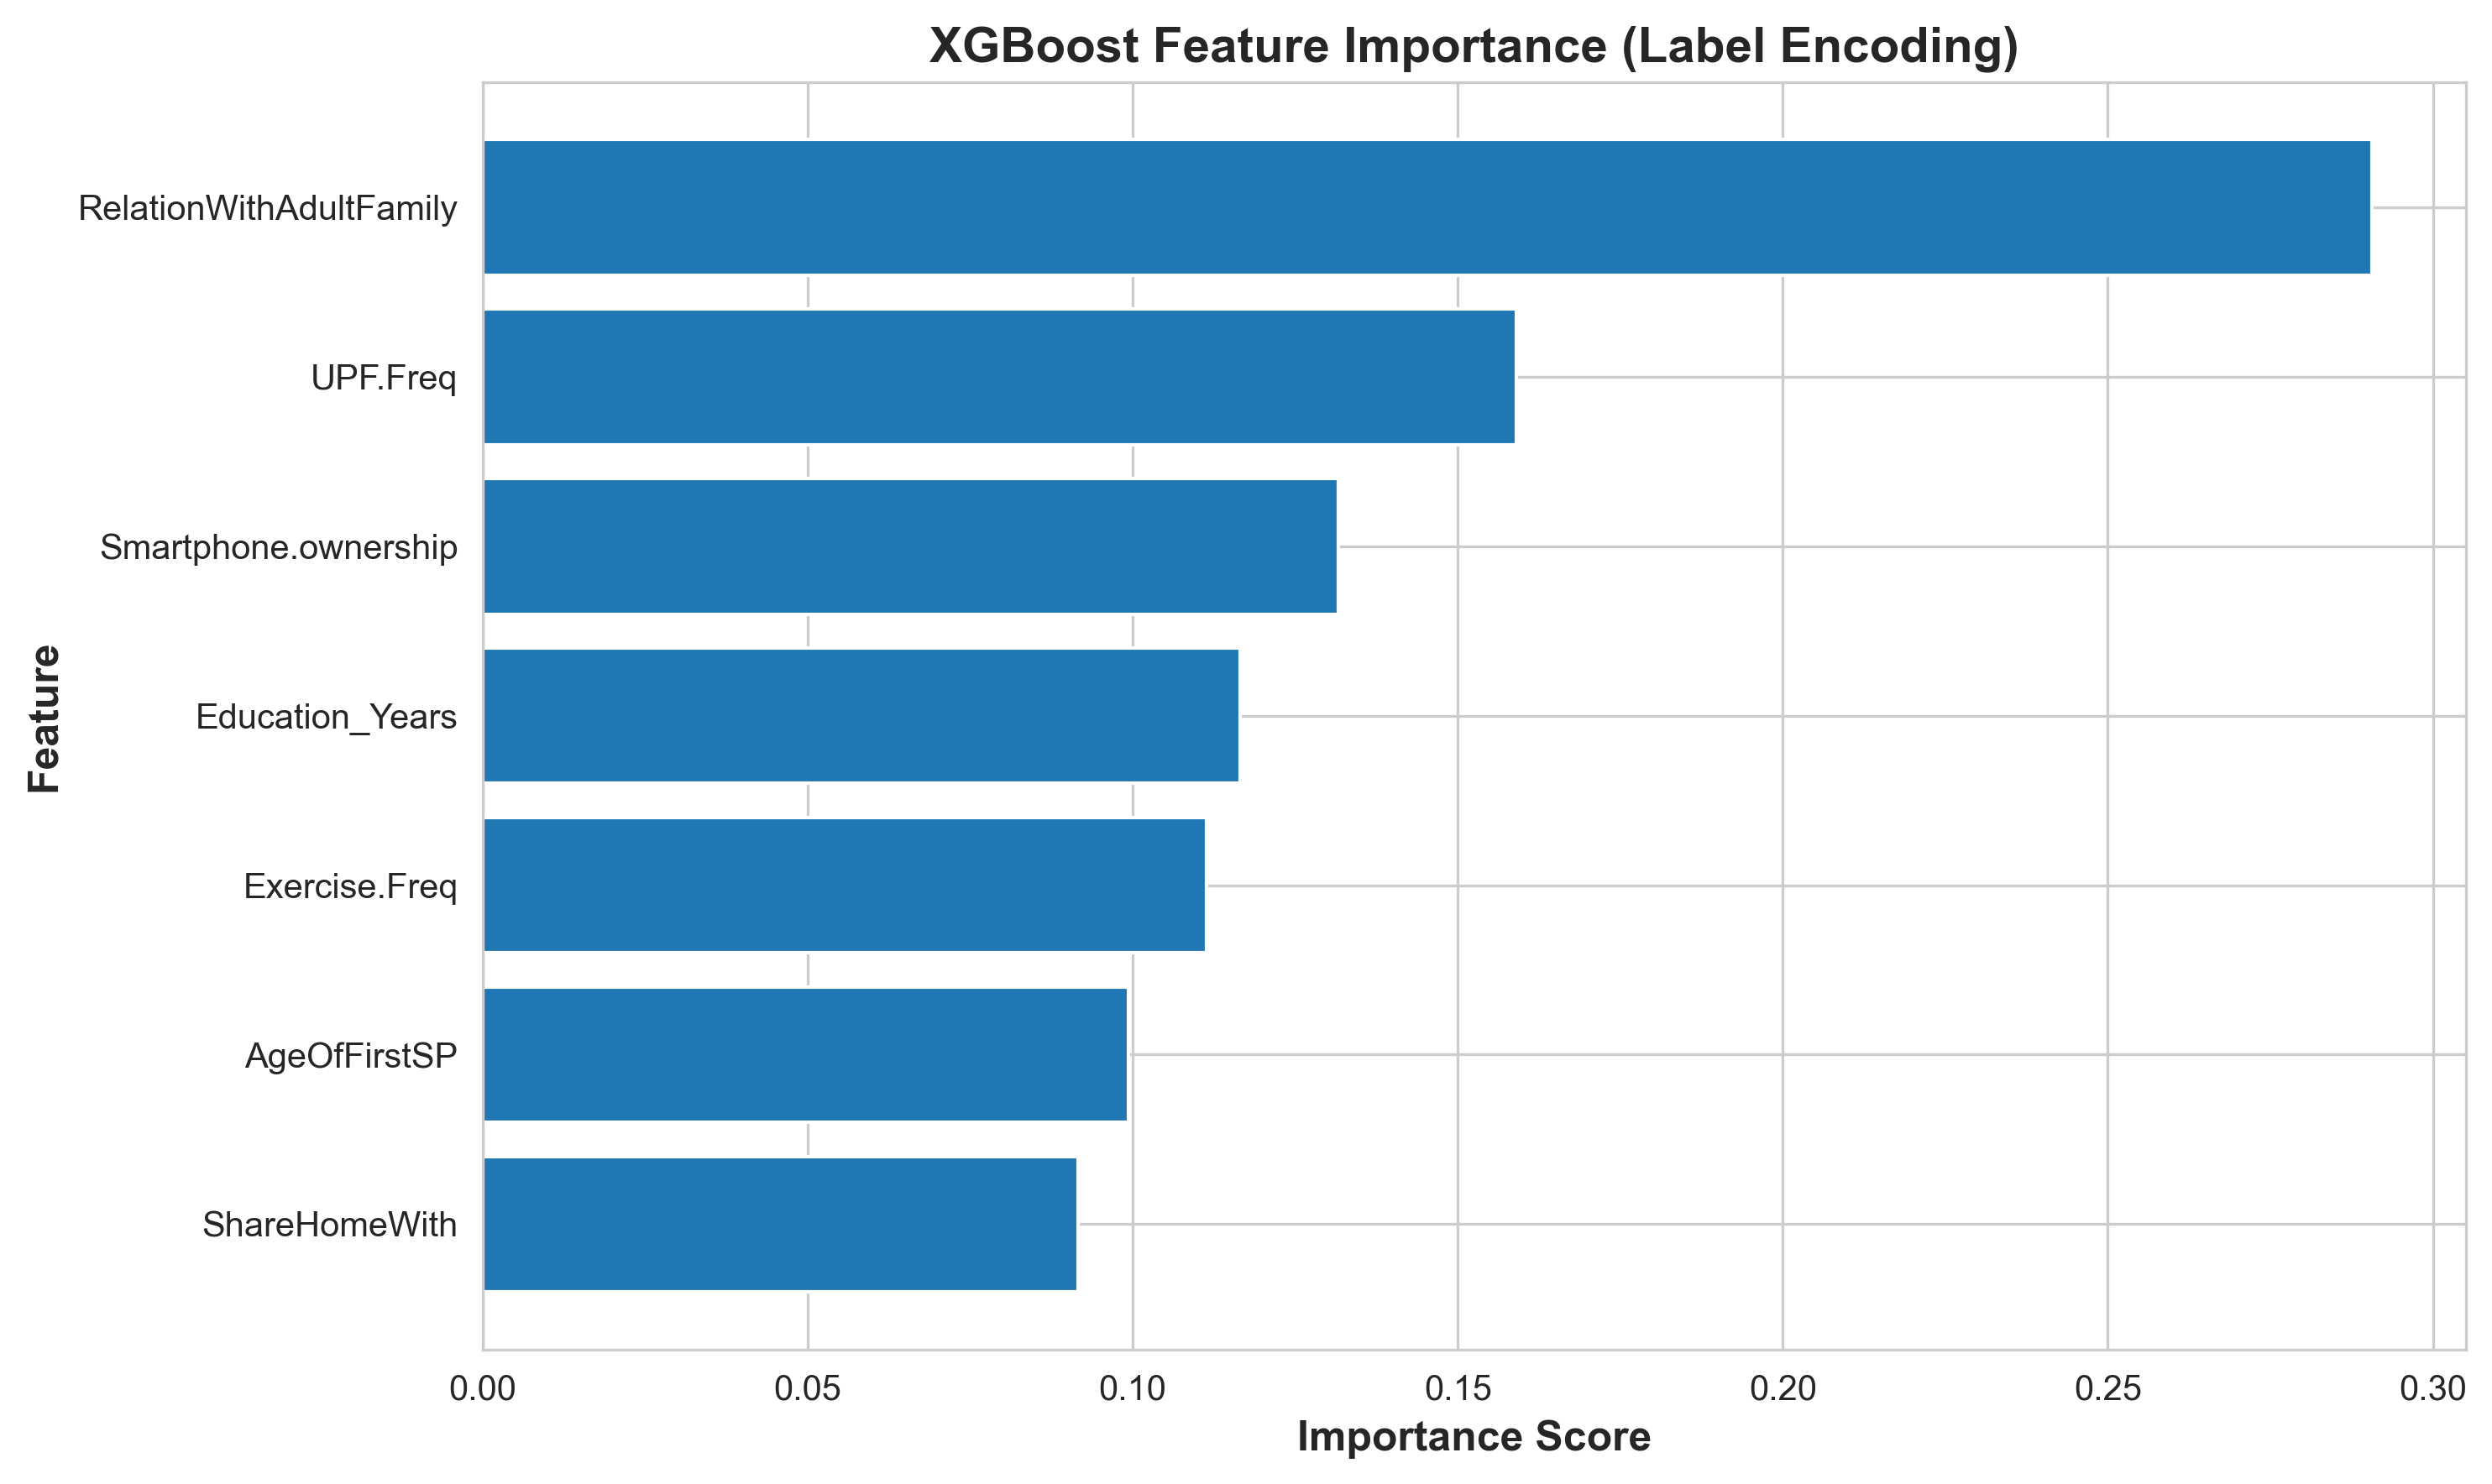 XGBoost Feature Importance (Label Encoding)
Feature
RelationWithAdultFamily
UPF.Freq
Smartphone.ownership
Education_Years
Exercise.Freq
AgeOfFirstSP
ShareHomeWith
0.00 0.05 0.10 0.15 0.20 0.25 0.30
Importance Score